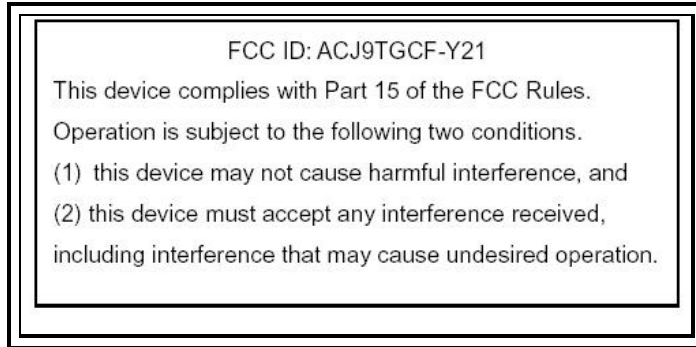 FCC ID: ACJ9TGCF-Y21
This device complies with Part 15 of the FCC Rules.
Operation is subject to the following two conditions.
(1) this device may not cause harmful interference, and
(2) this device must accept any interference received,
including interference that may cause undesired operation.